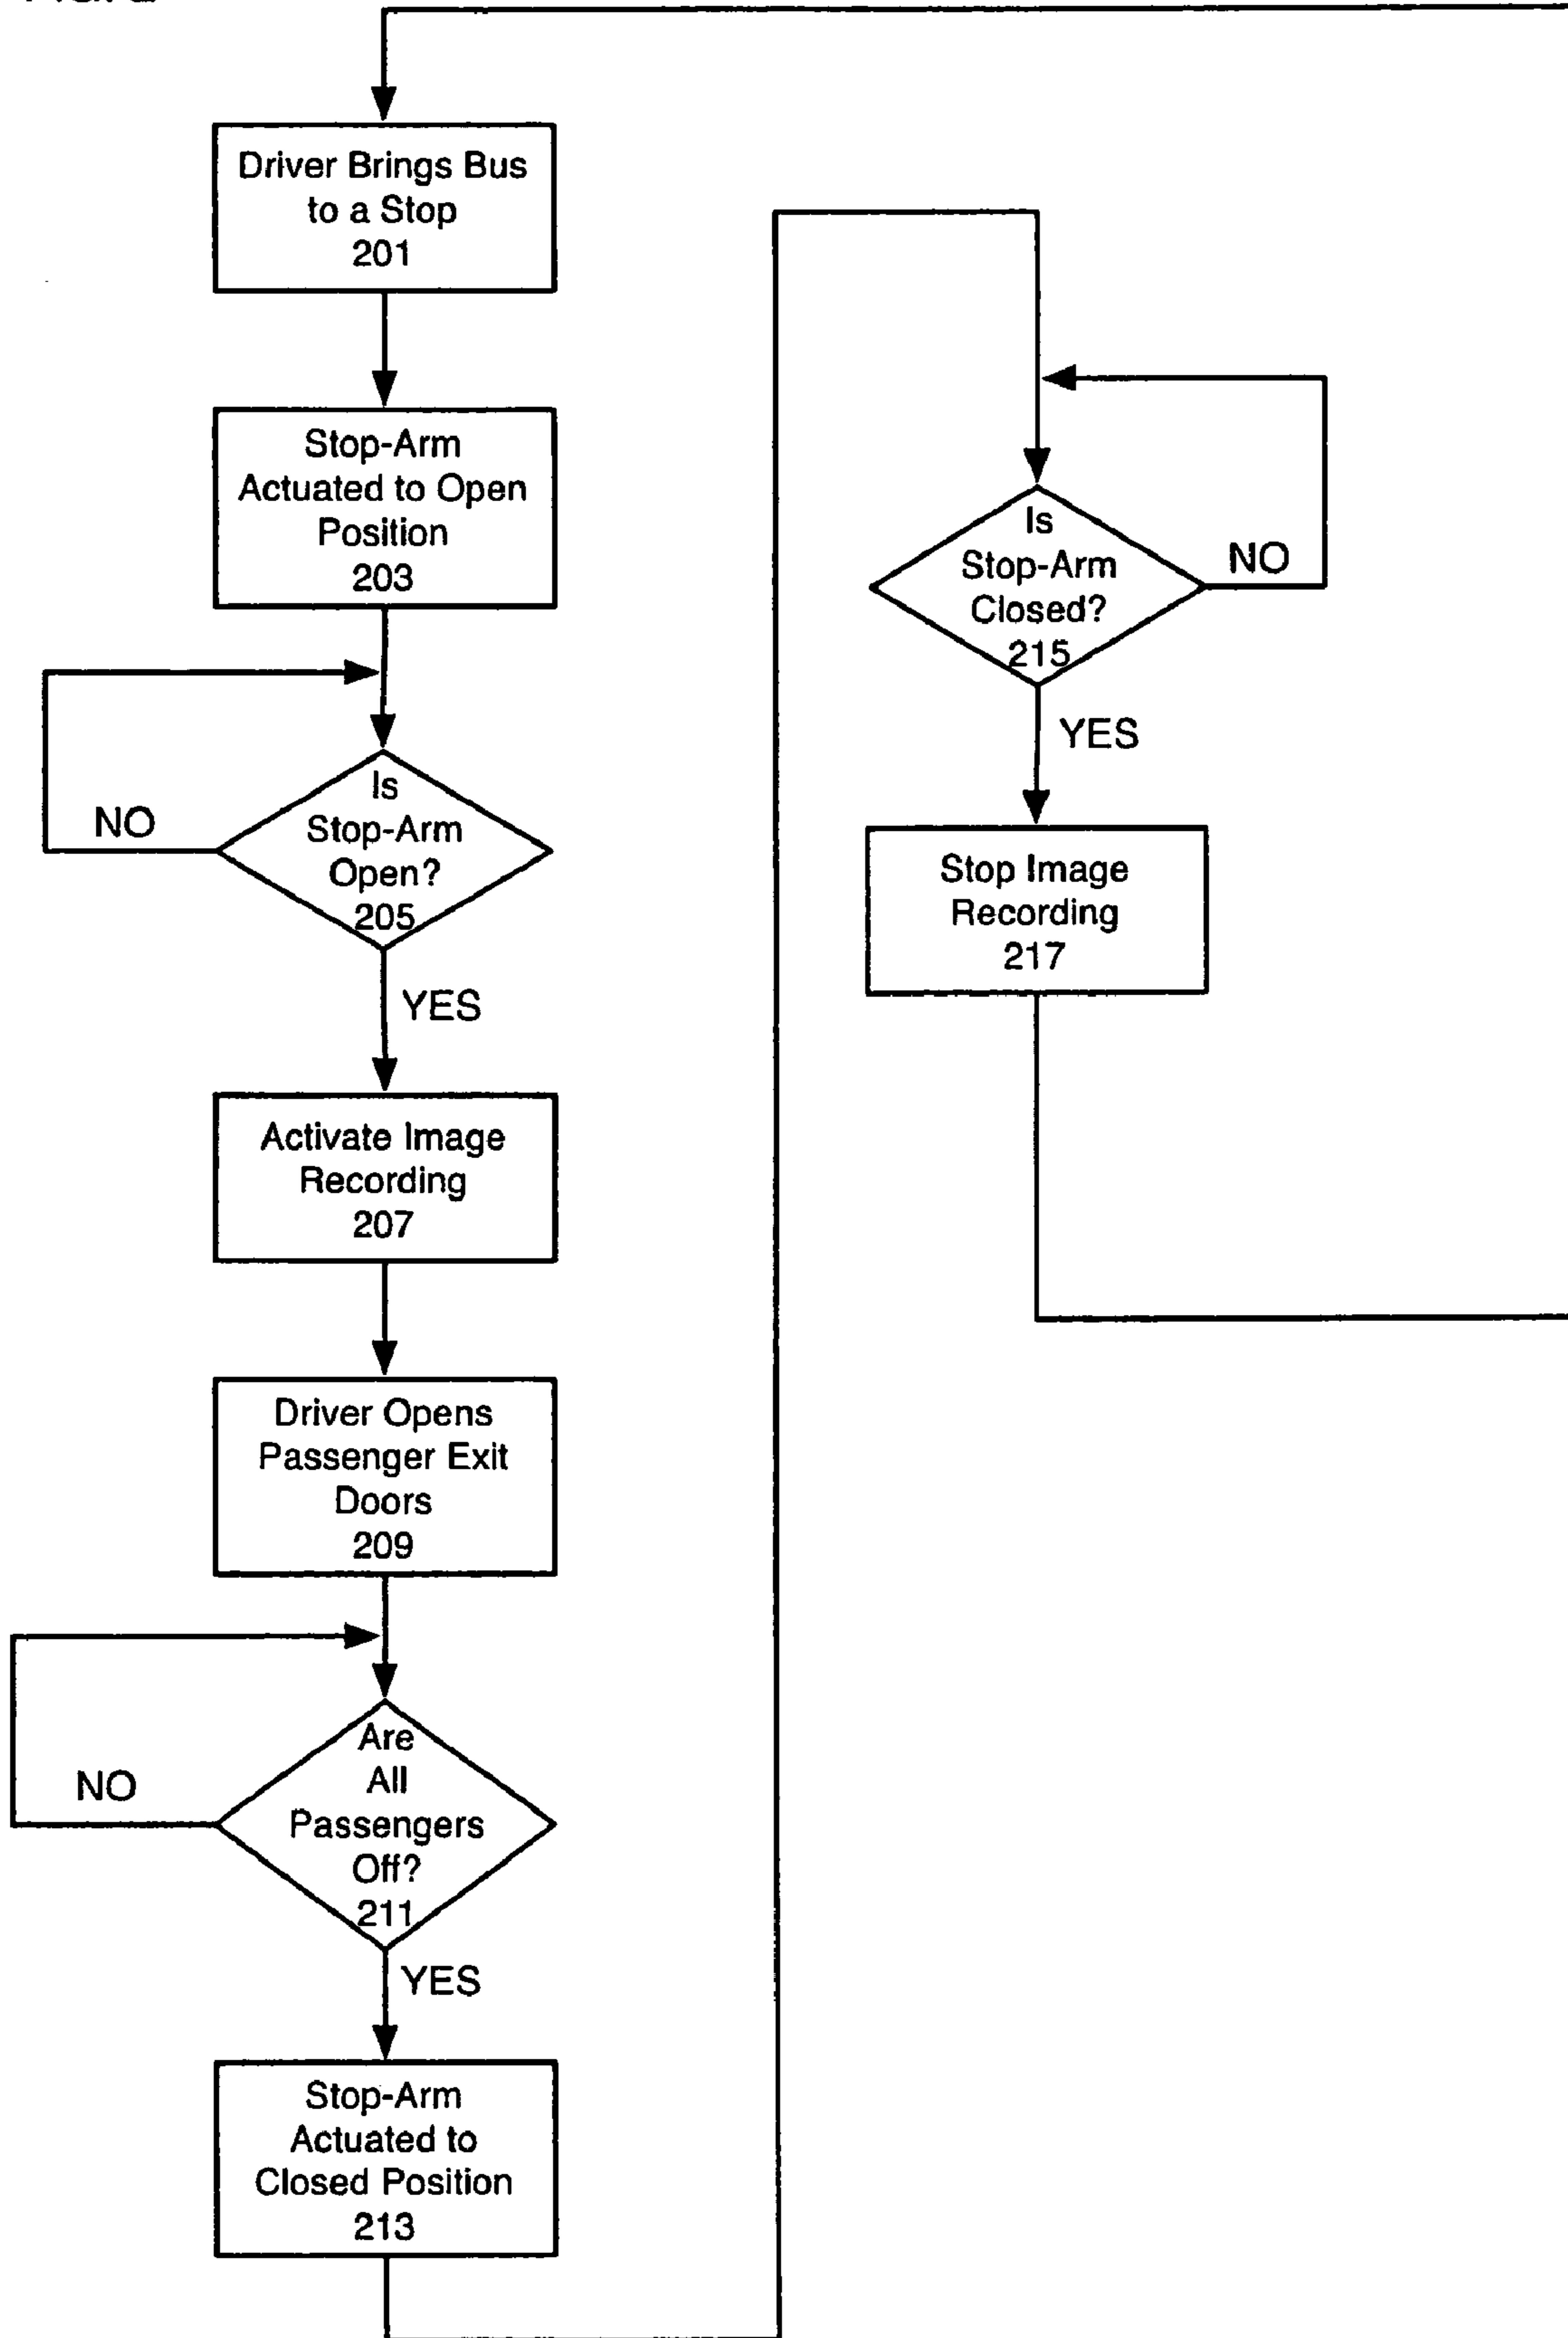 Driver Brings Bus
to a Stop
201
Stop-Arm
Actuated to Open
Position
203
Is
Stop-Arm
Open?
205
NO
YES
Activate Image
Recording
207
Driver Opens
Passenger Exit
Doors
209
Are
All
Passengers
Off?
211
NO
YES
Stop-Arm
Actuated to
Closed Position
213
Is
Stop-Arm
Closed?
215
NO
YES
Stop Image
Recording
217